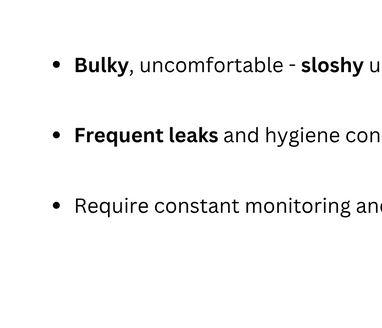 • Bulky, uncomfortable - sloshy
• Frequent leaks and hygiene
• Require constant monitoring